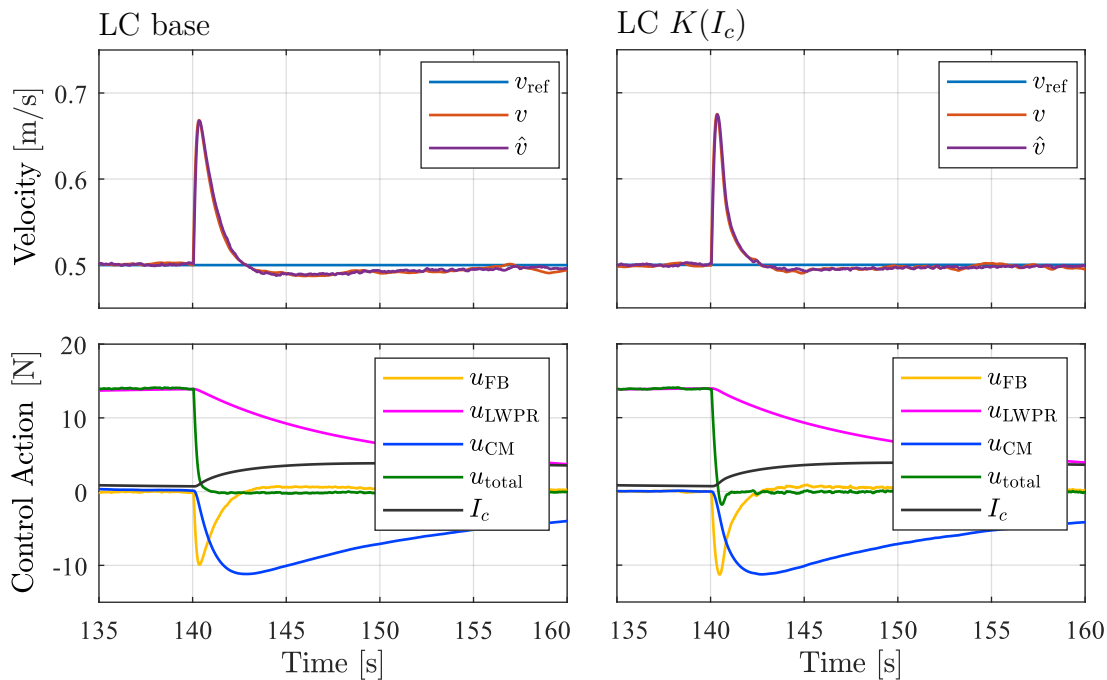 LC base
LC K(I_c)
Velocity [m/s]
0.7
0.6
0.5
v_ref
v
v̂
v_ref
v
v̂
Control Action [N]
20
10
0
-10
u_FB
u_LWPR
u_CM
u_total
I_c
u_FB
u_LWPR
u_CM
u_total
I_c
135 140 145 150 155 160
135 140 145 150 155 160
Time [s]
Time [s]